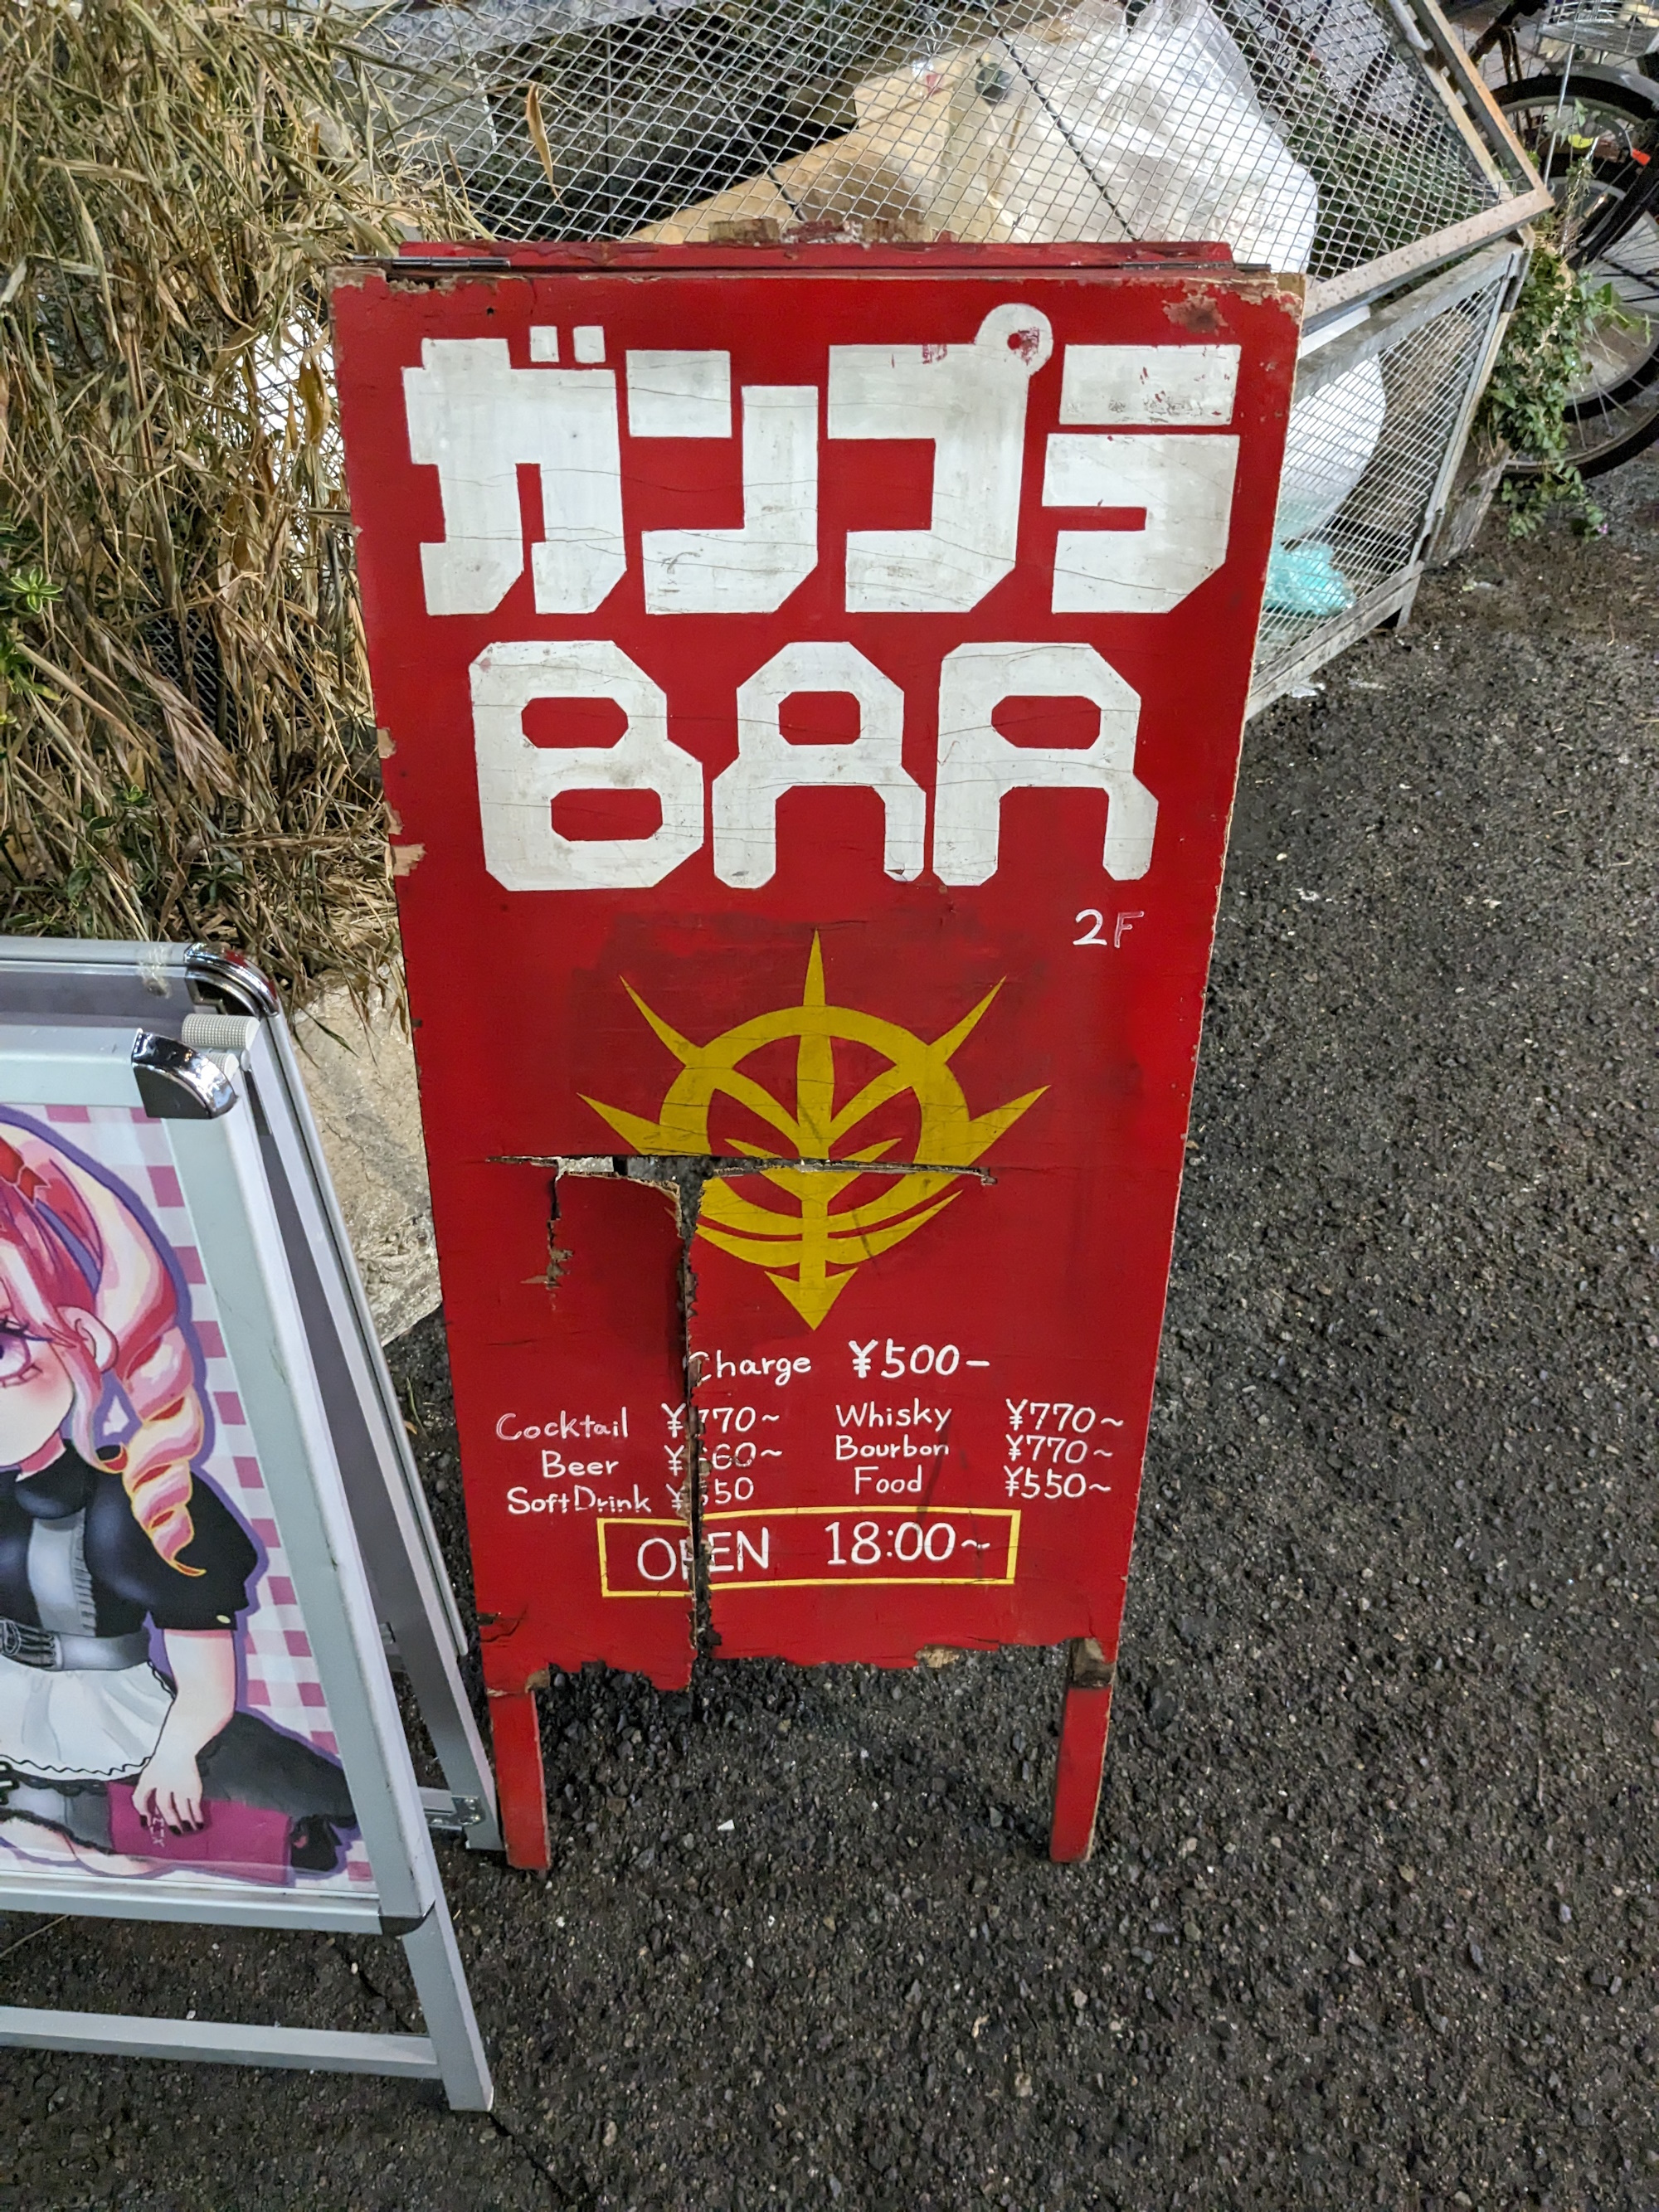 ガンプラ
BAR
2F
Charge ¥500-
Cocktail ¥770~ Whisky ¥770~
Beer ¥660~ Bourbon ¥770~
SoftDrink Food ¥550~
OPEN 18:00~